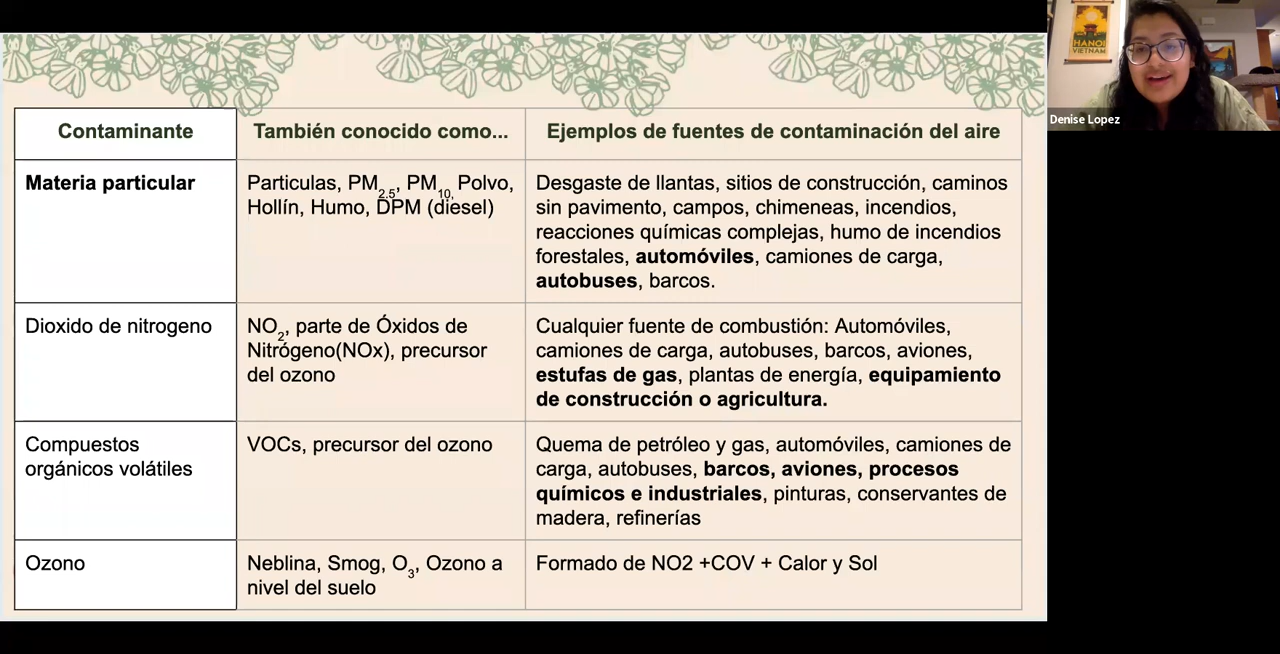 HANOI
VIETNAM
Denise Lopez
Contaminante
También conocido como...
Ejemplos de fuentes de contaminación del aire
Materia particular
Particulas, PM2.5, PM10, Polvo,
Hollín, Humo, DPM (diesel)
Desgaste de llantas, sitios de construcción, caminos
sin pavimento, campos, chimeneas, incendios,
reacciones químicas complejas, humo de incendios
forestales, automóviles, camiones de carga,
autobuses, barcos.
Dioxido de nitrogeno
NO2, parte de Óxidos de
Nitrógeno(NOx), precursor
del ozono
Cualquier fuente de combustión: Automóviles,
camiones de carga, autobuses, barcos, aviones,
estufas de gas, plantas de energía, equipamiento
de construcción o agricultura.
Compuestos
orgánicos volátiles
VOCs, precursor del ozono
Quema de petróleo y gas, automóviles, camiones de
carga, autobuses, barcos, aviones, procesos
químicos e industriales, pinturas, conservantes de
madera, refinerías
Ozono
Neblina, Smog, O3, Ozono a
nivel del suelo
Formado de NO2 +COV + Calor y Sol